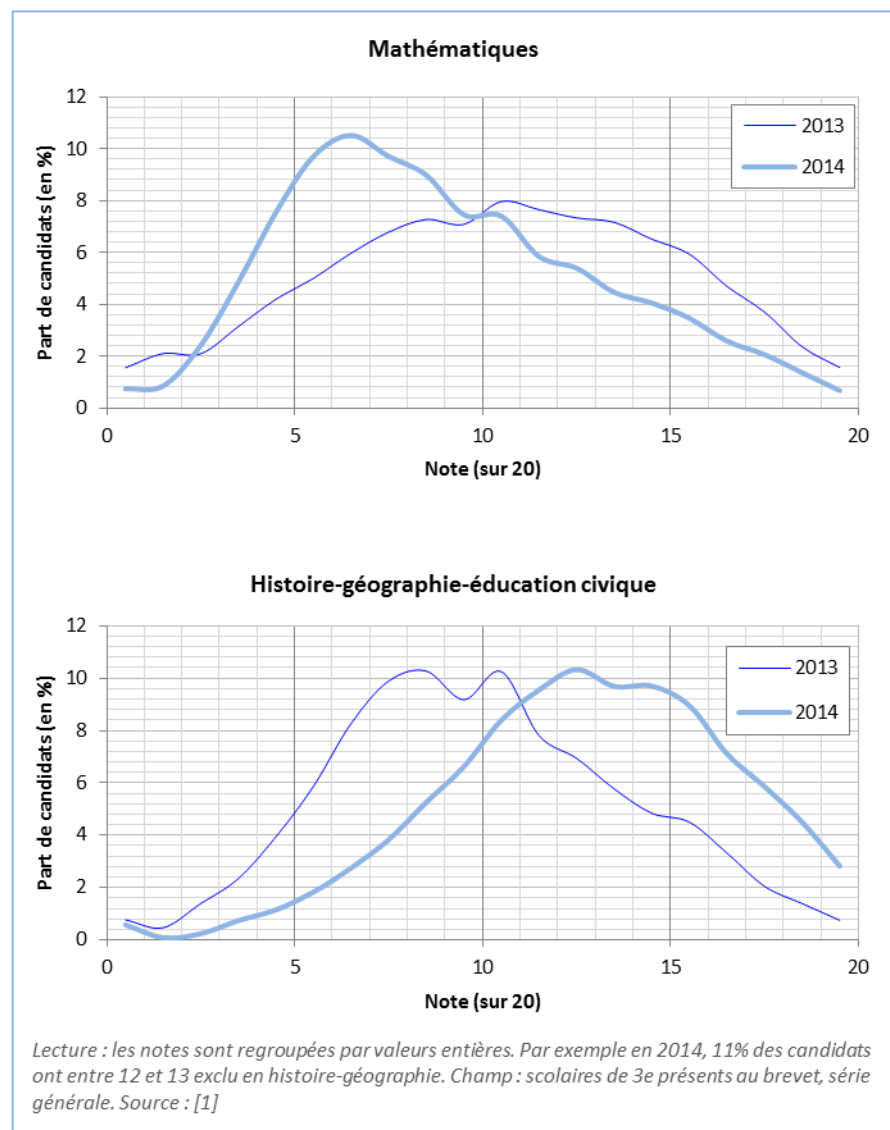 Mathématiques
12
10
8
6
4
2
0
Part de candidats (en %)
2013
2014
0 5 10 15 20
Note (sur 20)
Histoire-géographie-éducation civique
12
10
8
6
4
2
0
Part de candidats (en %)
2013
2014
0 5 10 15 20
Note (sur 20)
Lecture : les notes sont regroupées par valeurs entières. Par exemple en 2014, 11% des candidats
ont entre 12 et 13 exclu en histoire-géographie. Champ : scolaires de 3e présents au brevet, série
générale. Source : [1]